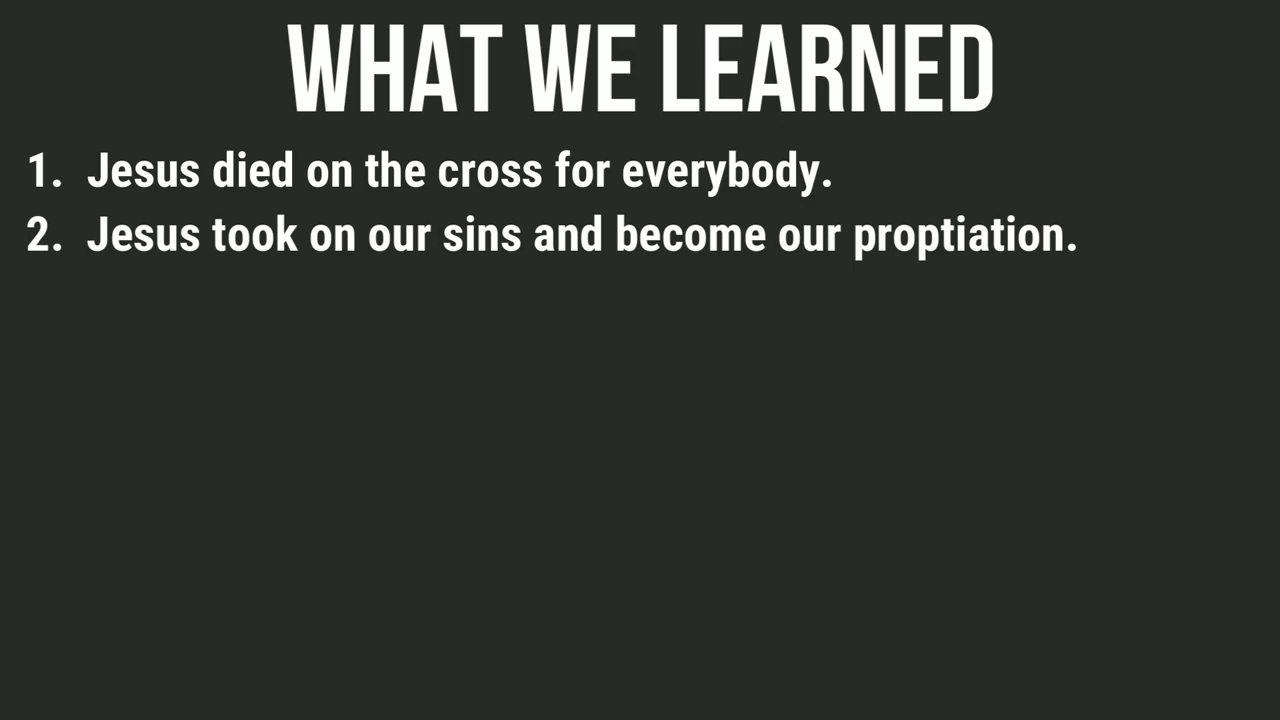 WHAT WE LEARNED
1. Jesus died on the cross for everybody.
2. Jesus took on our sins and become our proptiation.